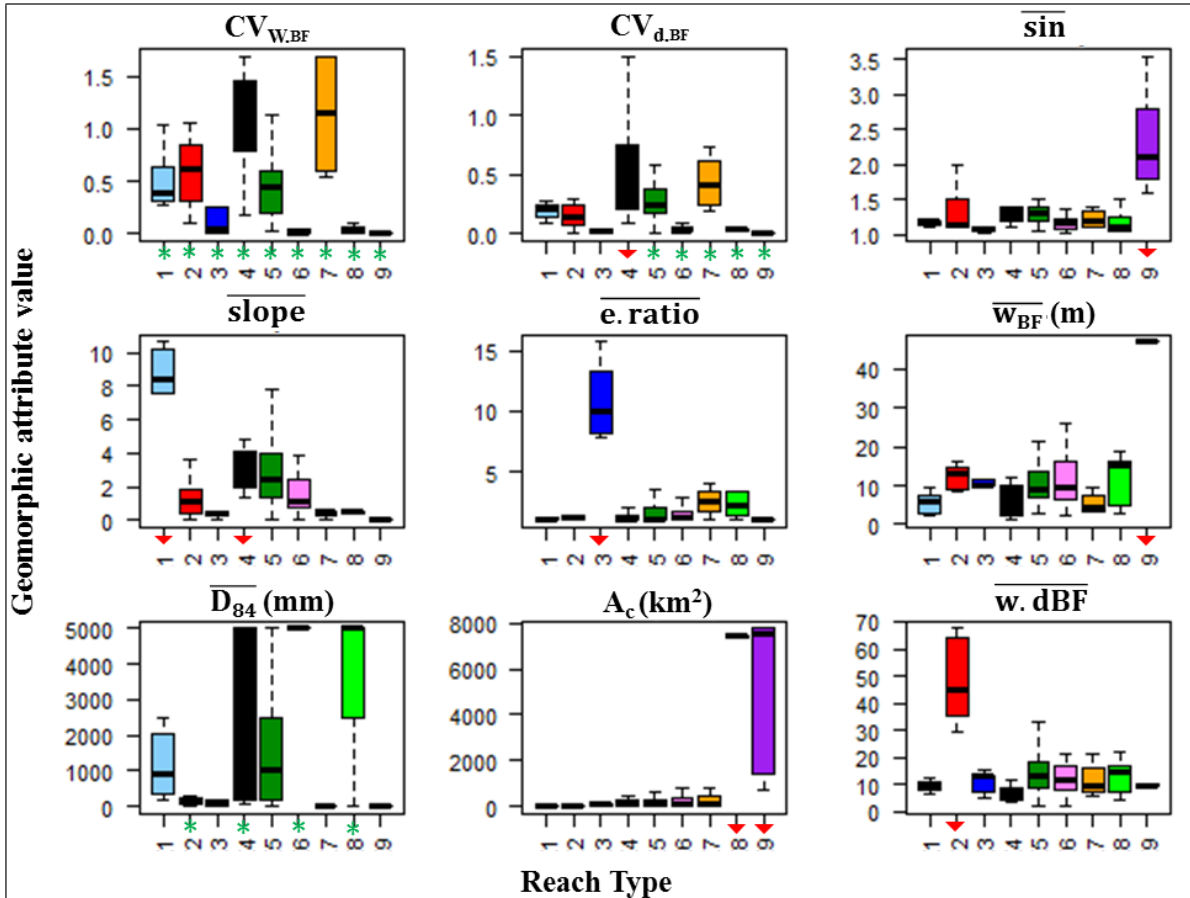 Geomorphic attribute value
CV_W.BF
1.5
1.0
0.5
0.0
* * * * * * * * *
1 2 3 4 5 6 7 8 9
CV_d.BF
1.5
1.0
0.5
0.0
* * * * *
1 2 3 4 5 6 7 8 9
sin
3.5
3.0
2.5
2.0
1.5
1.0
1 2 3 4 5 6 7 8 9
slope
10
8
6
4
2
0
1 2 3 4 5 6 7 8 9
e. ratio
15
10
5
1 2 3 4 5 6 7 8 9
w_BF (m)
40
30
20
10
0
1 2 3 4 5 6 7 8 9
D_84 (mm)
5000
4000
3000
2000
1000
0
* * * *
1 2 3 4 5 6 7 8 9
A_c (km²)
8000
6000
4000
2000
0
1 2 3 4 5 6 7 8 9
w. dBF
70
60
50
40
30
20
10
0
1 2 3 4 5 6 7 8 9
Reach Type